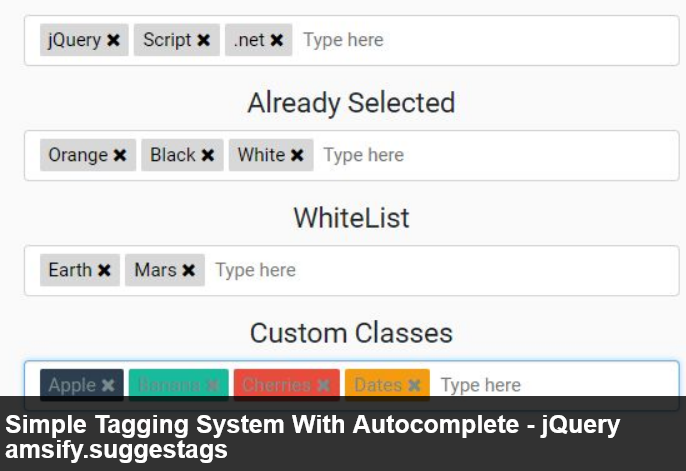 jQuery ✖ Script ✖ .net ✖ Type here
Already Selected
Orange ✖ Black ✖ White ✖ Type here
WhiteList
Earth ✖ Mars ✖ Type here
Custom Classes
Apple ✖ Banana ✖ Cherries ✖ Dates ✖ Type here
Simple Tagging System With Autocomplete - jQuery
amsify.suggestags